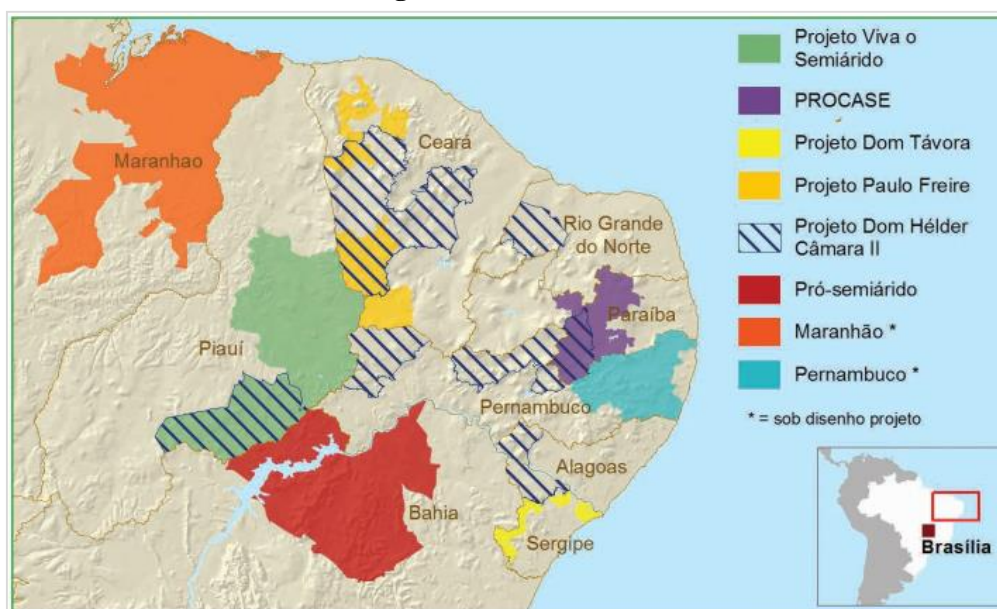 Maranhao
Ceará
Rio Grande
do Norte
Paraíba
Piauí
Pernambuco
Alagoas
Bahia
Sergipe
Projeto Viva o
Semiárido
PROCASE
Projeto Dom Távora
Projeto Paulo Freire
Projeto Dom Hélder
Câmara II
Pró-semiárido
Maranhão *
Pernambuco *
* = sob disenho projeto
Brasília